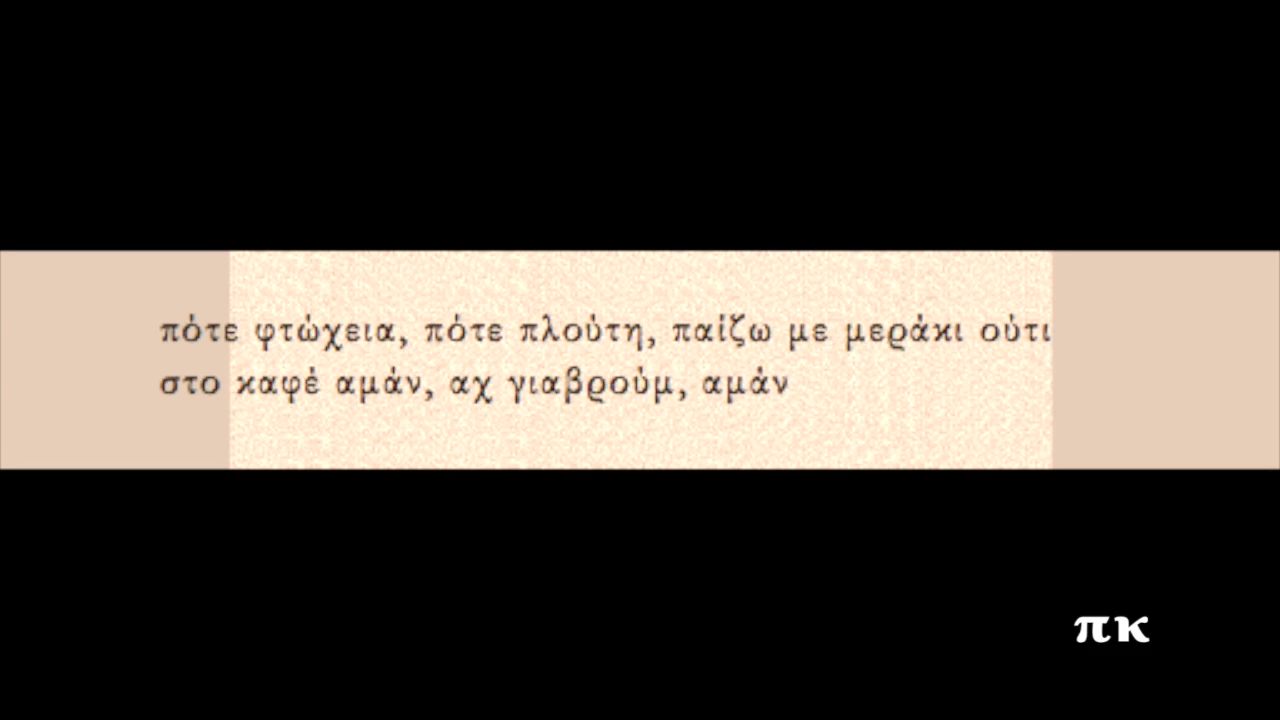 πότε φτώχεια, πότε πλούτη, παίζω με μεράκι ούτι
στο καφέ αμάν, αχ γιαβρούμ, αμάν
πκ